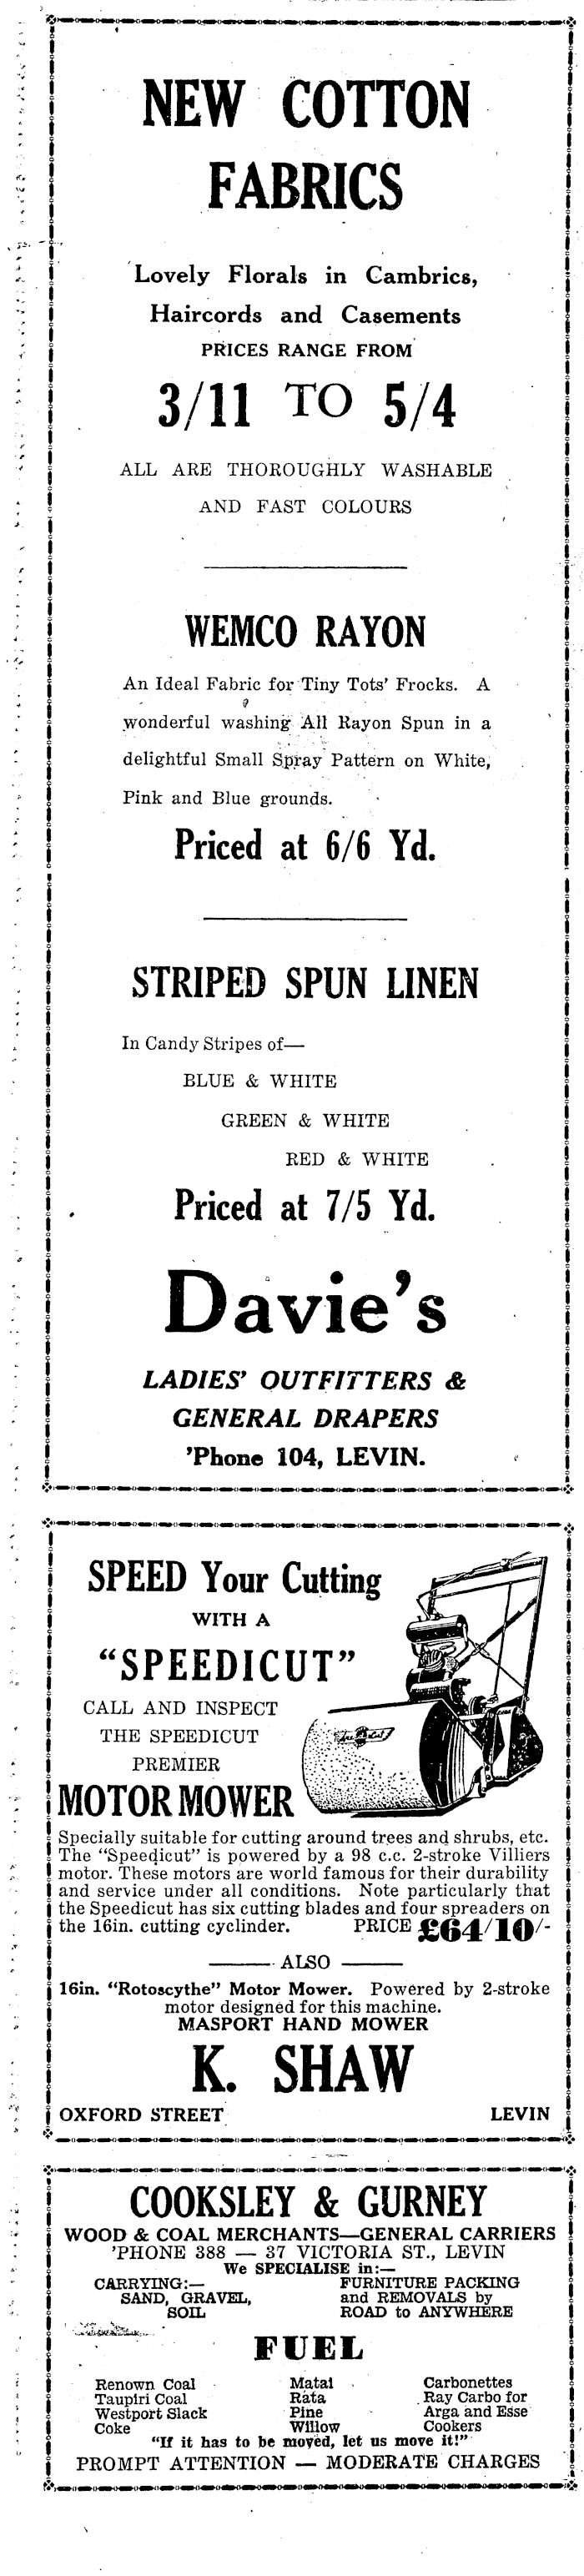 NEW COTTON
FABRICS
Lovely Florals in Cambrics,
Haircords and Casements
PRICES RANGE FROM
3/11 TO 5/4
ALL ARE THOROUGHLY WASHABLE
AND FAST COLOURS
WEMCO RAYON
An Ideal Fabric for Tiny Tots' Frocks. A
wonderful washing All Rayon Spun in a
delightful Small Spray Pattern on White,
Pink and Blue grounds.
Priced at 6/6 Yd.
STRIPED SPUN LINEN
In Candy Stripes of—
BLUE & WHITE
GREEN & WHITE
RED & WHITE
Priced at 7/5 Yd.
Davie's
LADIES' OUTFITTERS &
GENERAL DRAPERS
'Phone 104, LEVIN.
SPEED Your Cutting
WITH A
"SPEEDICUT"
CALL AND INSPECT
THE SPEEDICUT
PREMIER
MOTOR MOWER
Specially suitable for cutting around trees and shrubs, etc.
The "Speedicut" is powered by a 98 c.c. 2-stroke Villiers
motor. These motors are world famous for their durability
and service under all conditions. Note particularly that
the Speedicut has six cutting blades and four spreaders on
the 16in. cutting cyclinder. PRICE £64/10/-
ALSO
16in. "Rotoscythe" Motor Mower. Powered by 2-stroke
motor designed for this machine.
MASPORT HAND MOWER
K. SHAW
OXFORD STREET LEVIN
COOKSLEY & GURNEY
WOOD & COAL MERCHANTS—GENERAL CARRIERS
'PHONE 388 — 37 VICTORIA ST., LEVIN
We SPECIALISE in:—
CARRYING:— FURNITURE PACKING
SAND, GRAVEL, and REMOVALS by
SOIL ROAD to ANYWHERE
FUEL
Renown Coal Matai Carbonettes
Taupiri Coal Rata Ray Carbo for
Westport Slack Pine Arga and Esse
Coke Willow Cookers
"If it has to be moved, let us move it!"
PROMPT ATTENTION — MODERATE CHARGES